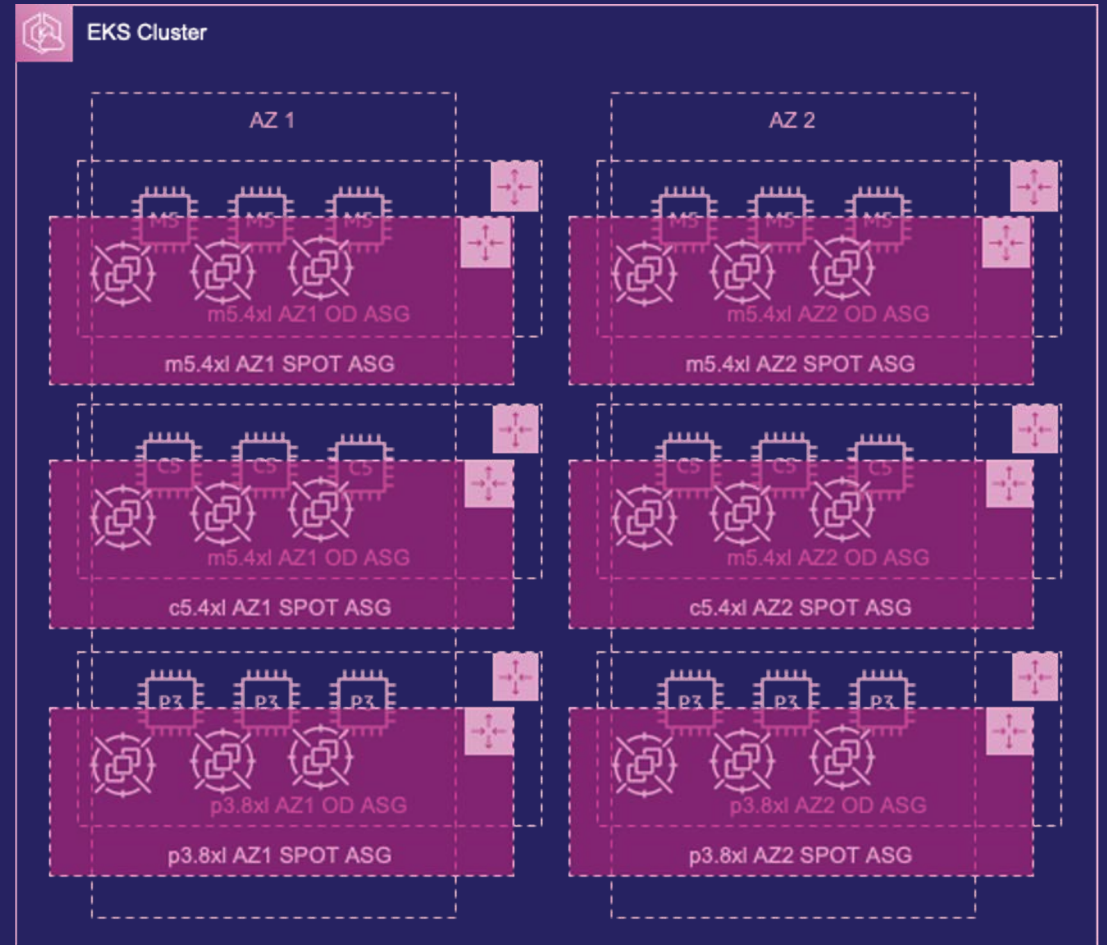 EKS Cluster
AZ 1
AZ 2
M5 M5 M5
M5 M5 M5
m5.4xl AZ1 OD ASG
m5.4xl AZ2 OD ASG
m5.4xl AZ1 SPOT ASG
m5.4xl AZ2 SPOT ASG
C5 C5 C5
C5 C5 C5
m5.4xl AZ1 OD ASG
m5.4xl AZ2 OD ASG
c5.4xl AZ1 SPOT ASG
c5.4xl AZ2 SPOT ASG
P3 P3 P3
P3 P3 P3
p3.8xl AZ1 OD ASG
p3.8xl AZ2 OD ASG
p3.8xl AZ1 SPOT ASG
p3.8xl AZ2 SPOT ASG